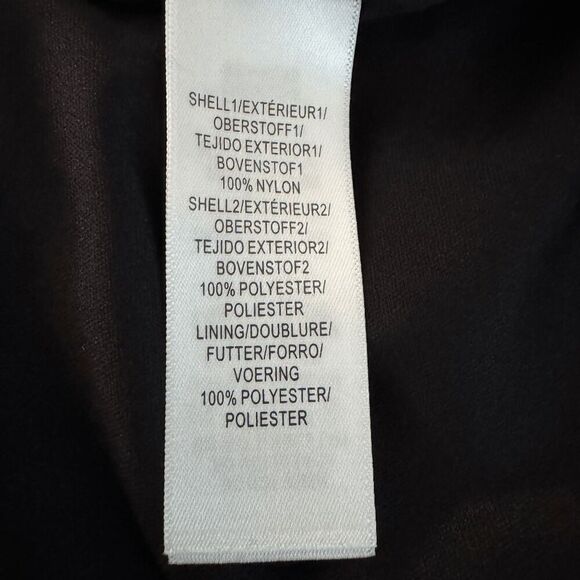 SHELL1/EXTÉRIEUR1/
OBERSTOFF1/
TEJIDO EXTERIOR1/
BOVENSTOF1
100% NYLON
SHELL2/EXTÉRIEUR2/
OBERSTOFF2/
TEJIDO EXTERIOR2/
BOVENSTOF2
100% POLYESTER/
POLIESTER
LINING/DOUBLURE/
FUTTER/FORRO/
VOERING
100% POLYESTER/
POLIESTER